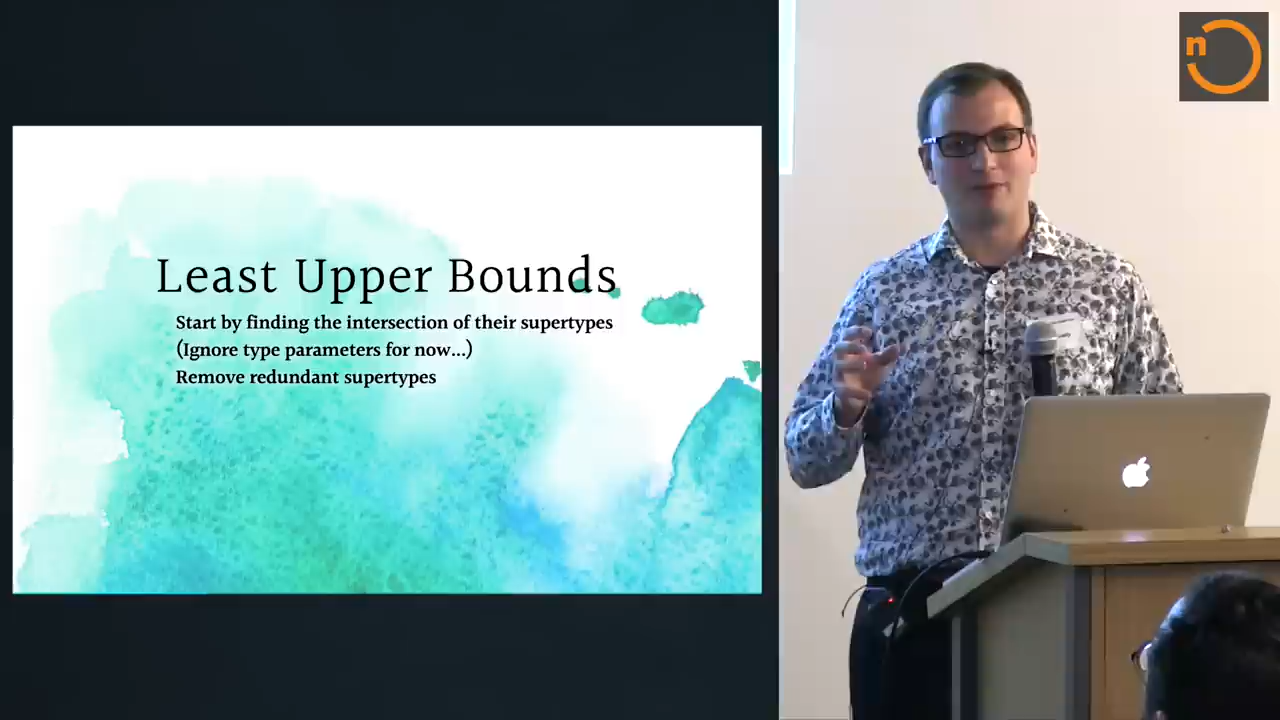 Least Upper Bounds
Start by finding the intersection of their supertypes
(Ignore type parameters for now...)
Remove redundant supertypes
n